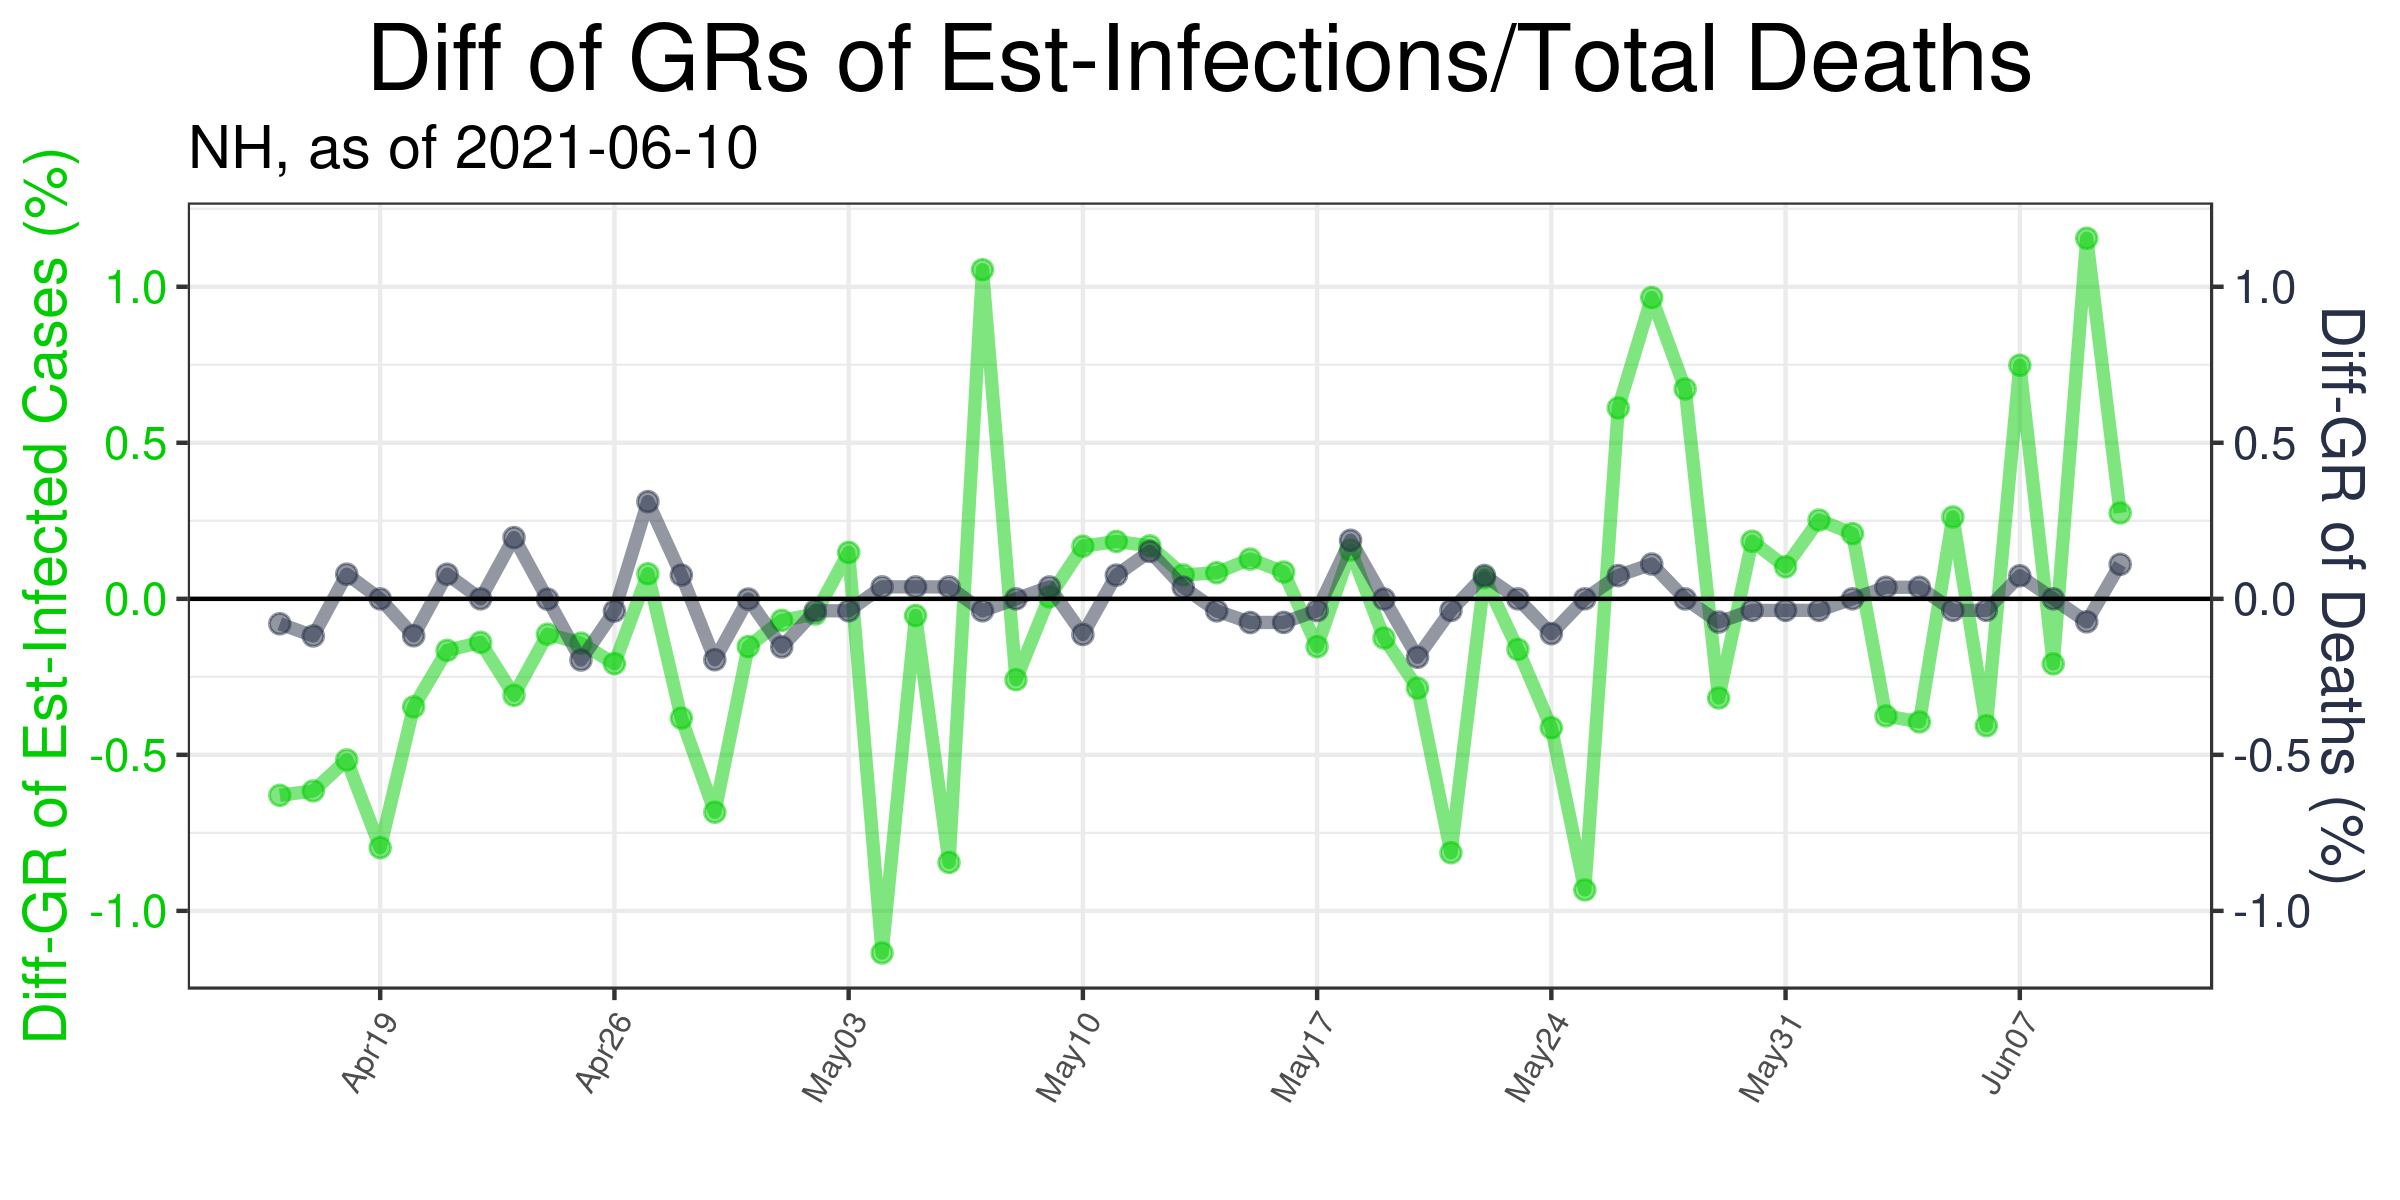 Diff of GRs of Est-Infections/Total Deaths
NH, as of 2021-06-10
Diff-GR of Est-Infected Cases (%)
1.0
0.5
0.0
-0.5
-1.0
1.0
0.5
0.0
-0.5
-1.0
Diff-GR of Deaths (%)
Apr19
Apr26
May03
May10
May17
May24
May31
Jun07